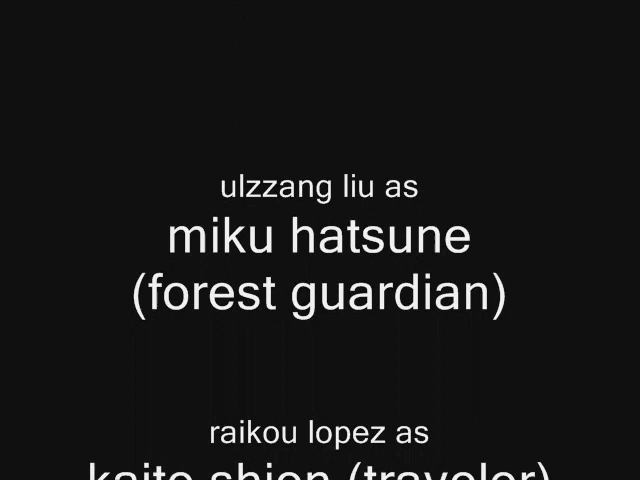 ulzzang liu as
miku hatsune
(forest guardian)
raikou lopez as
kaito shion (traveler)